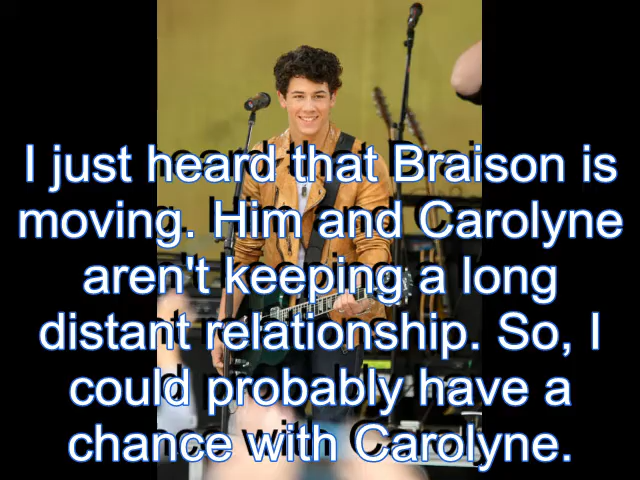 I just heard that Braison is
moving. Him and Carolyne
aren't keeping a long
distant relationship. So, I
could probably have a
chance with Carolyne.